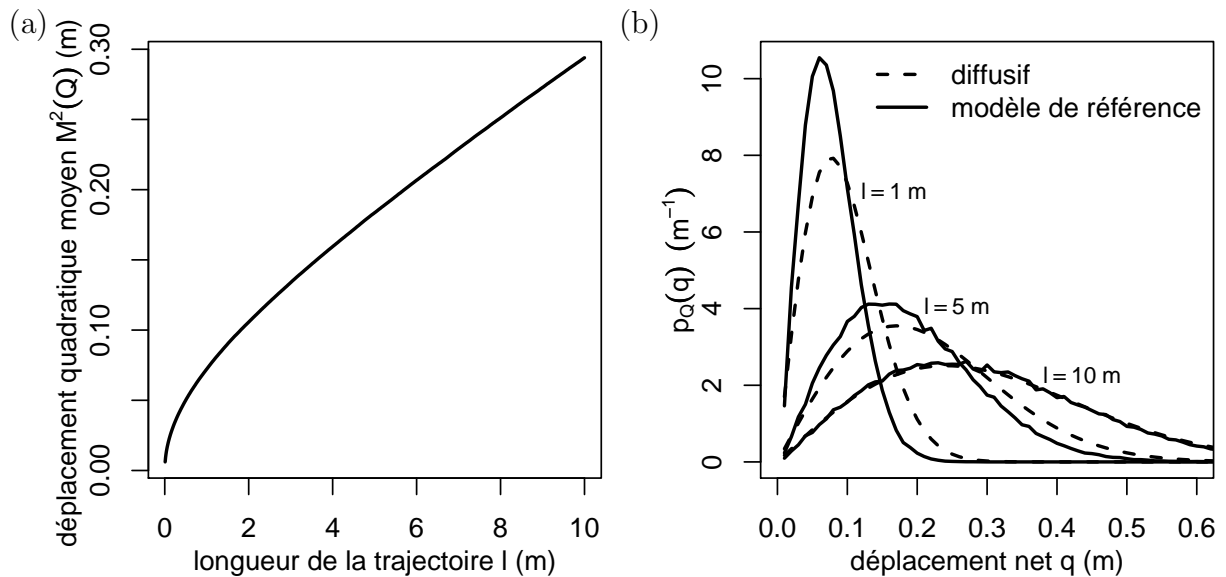 (a)
déplacement quadratique moyen M²(Q) (m)
0.30
0.20
0.10
0.00
0 2 4 6 8 10
longueur de la trajectoire l (m)
(b)
p_Q(q) (m⁻¹)
10
8
6
4
2
0
diffusif
modèle de référence
l = 1 m
l = 5 m
l = 10 m
0.0 0.1 0.2 0.3 0.4 0.5 0.6
déplacement net q (m)